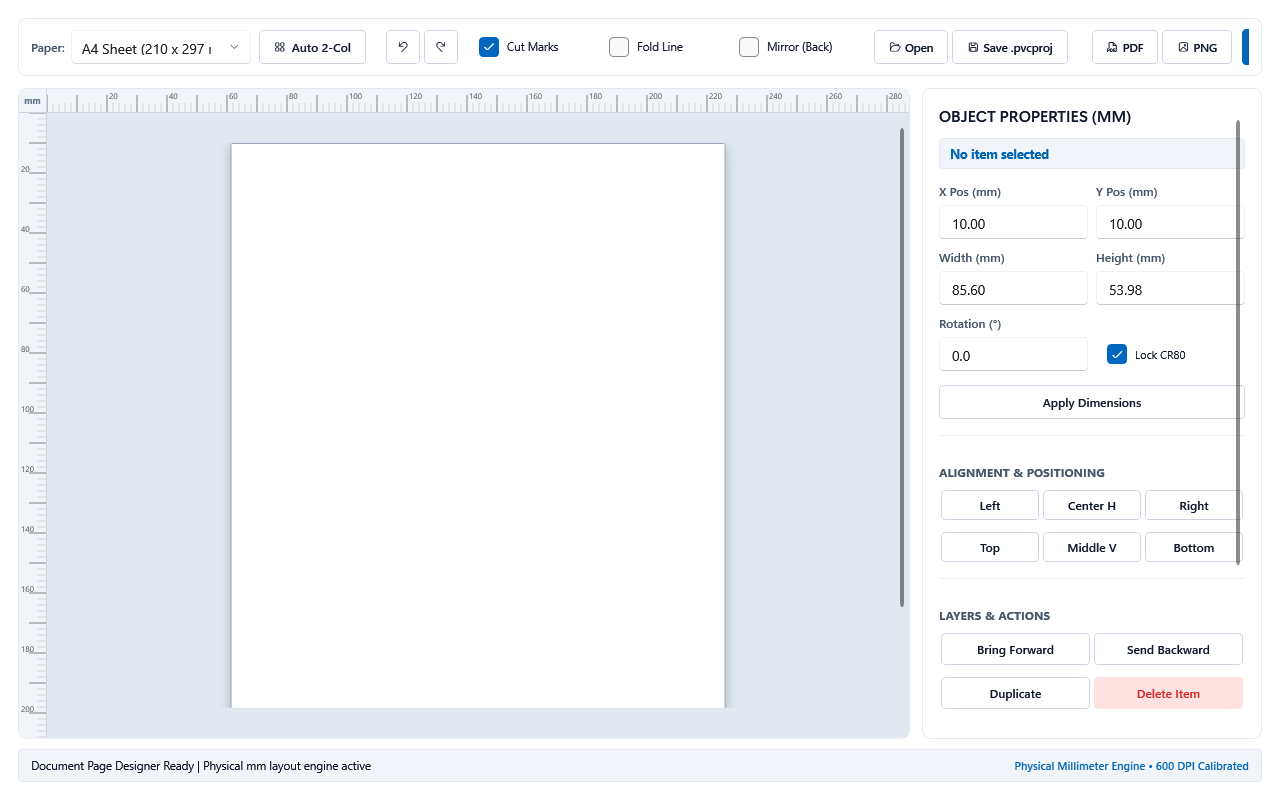 Paper: A4 Sheet (210 x 297 Auto 2-Col Cut Marks Fold Line Mirror (Back) Open Save .pvcproj PDF PNG
mm 20 40 60 80 100 120 140 160 180 200 220 240 260 280
20
40
60
80
100
120
140
160
180
200
OBJECT PROPERTIES (MM)
No item selected
X Pos (mm) Y Pos (mm)
10.00 10.00
Width (mm) Height (mm)
85.60 53.98
Rotation (°)
0.0 Lock CR80
Apply Dimensions
ALIGNMENT & POSITIONING
Left Center H Right
Top Middle V Bottom
LAYERS & ACTIONS
Bring Forward Send Backward
Duplicate Delete Item
Document Page Designer Ready | Physical mm layout engine active
Physical Millimeter Engine • 600 DPI Calibrated